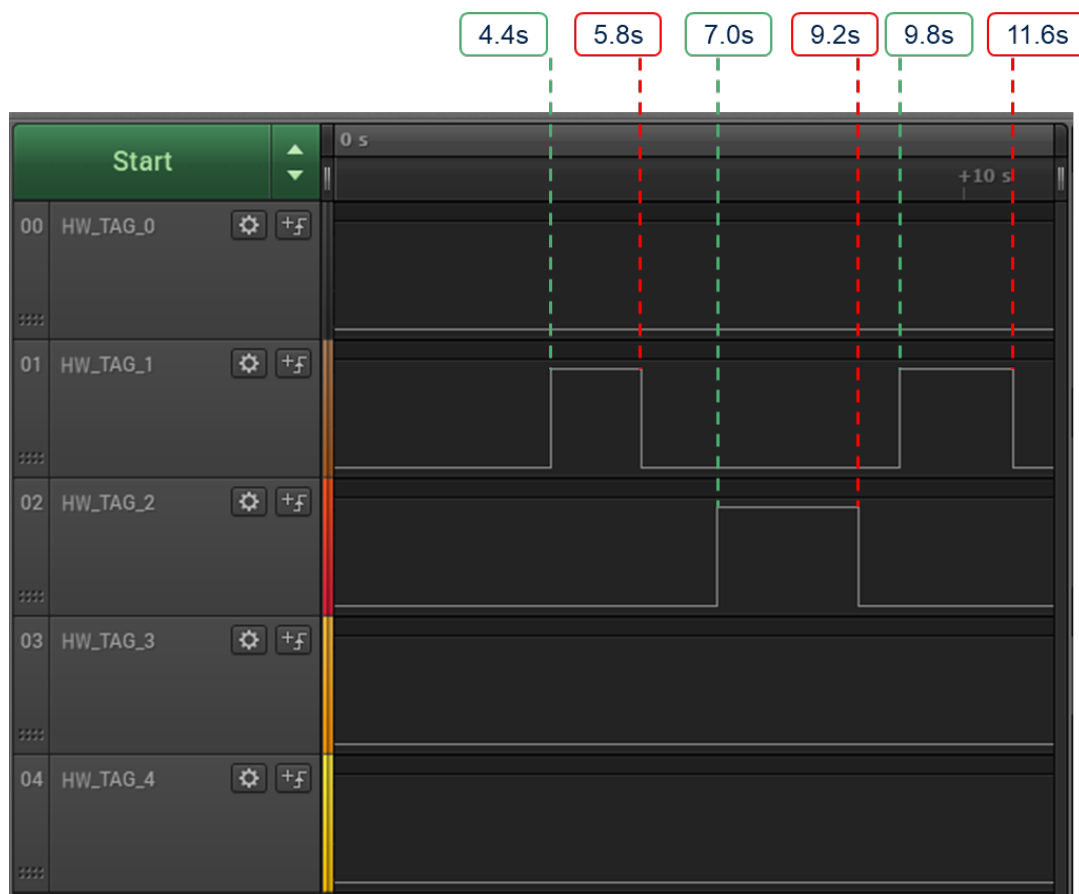 4.4s 5.8s 7.0s 9.2s 9.8s 11.6s
Start
0 s
+10 s
00 HW_TAG_0
01 HW_TAG_1
02 HW_TAG_2
03 HW_TAG_3
04 HW_TAG_4